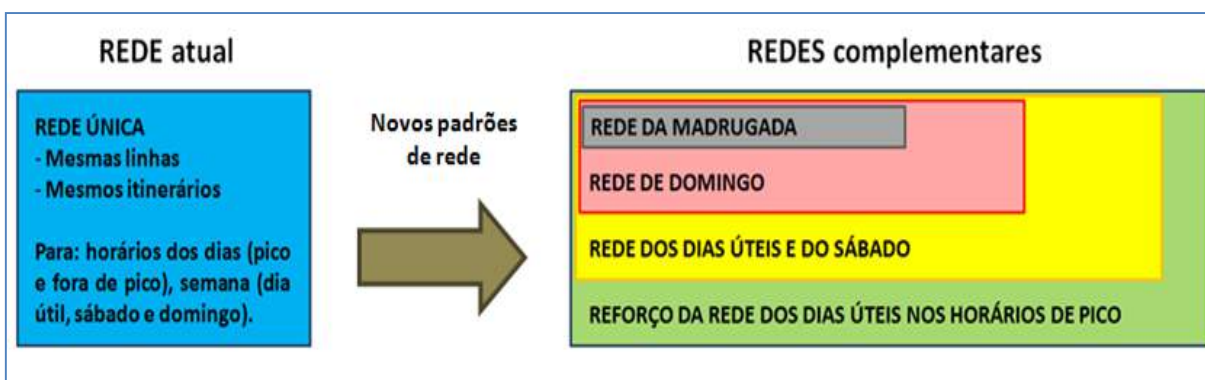 REDE atual
REDE ÚNICA
- Mesmas linhas
- Mesmos itinerários
Para: horários dos dias (pico
e fora de pico), semana (dia
útil, sábado e domingo).
Novos padrões
de rede
REDES complementares
REDE DA MADRUGADA
REDE DE DOMINGO
REDE DOS DIAS ÚTEIS E DO SÁBADO
REFORÇO DA REDE DOS DIAS ÚTEIS NOS HORÁRIOS DE PICO